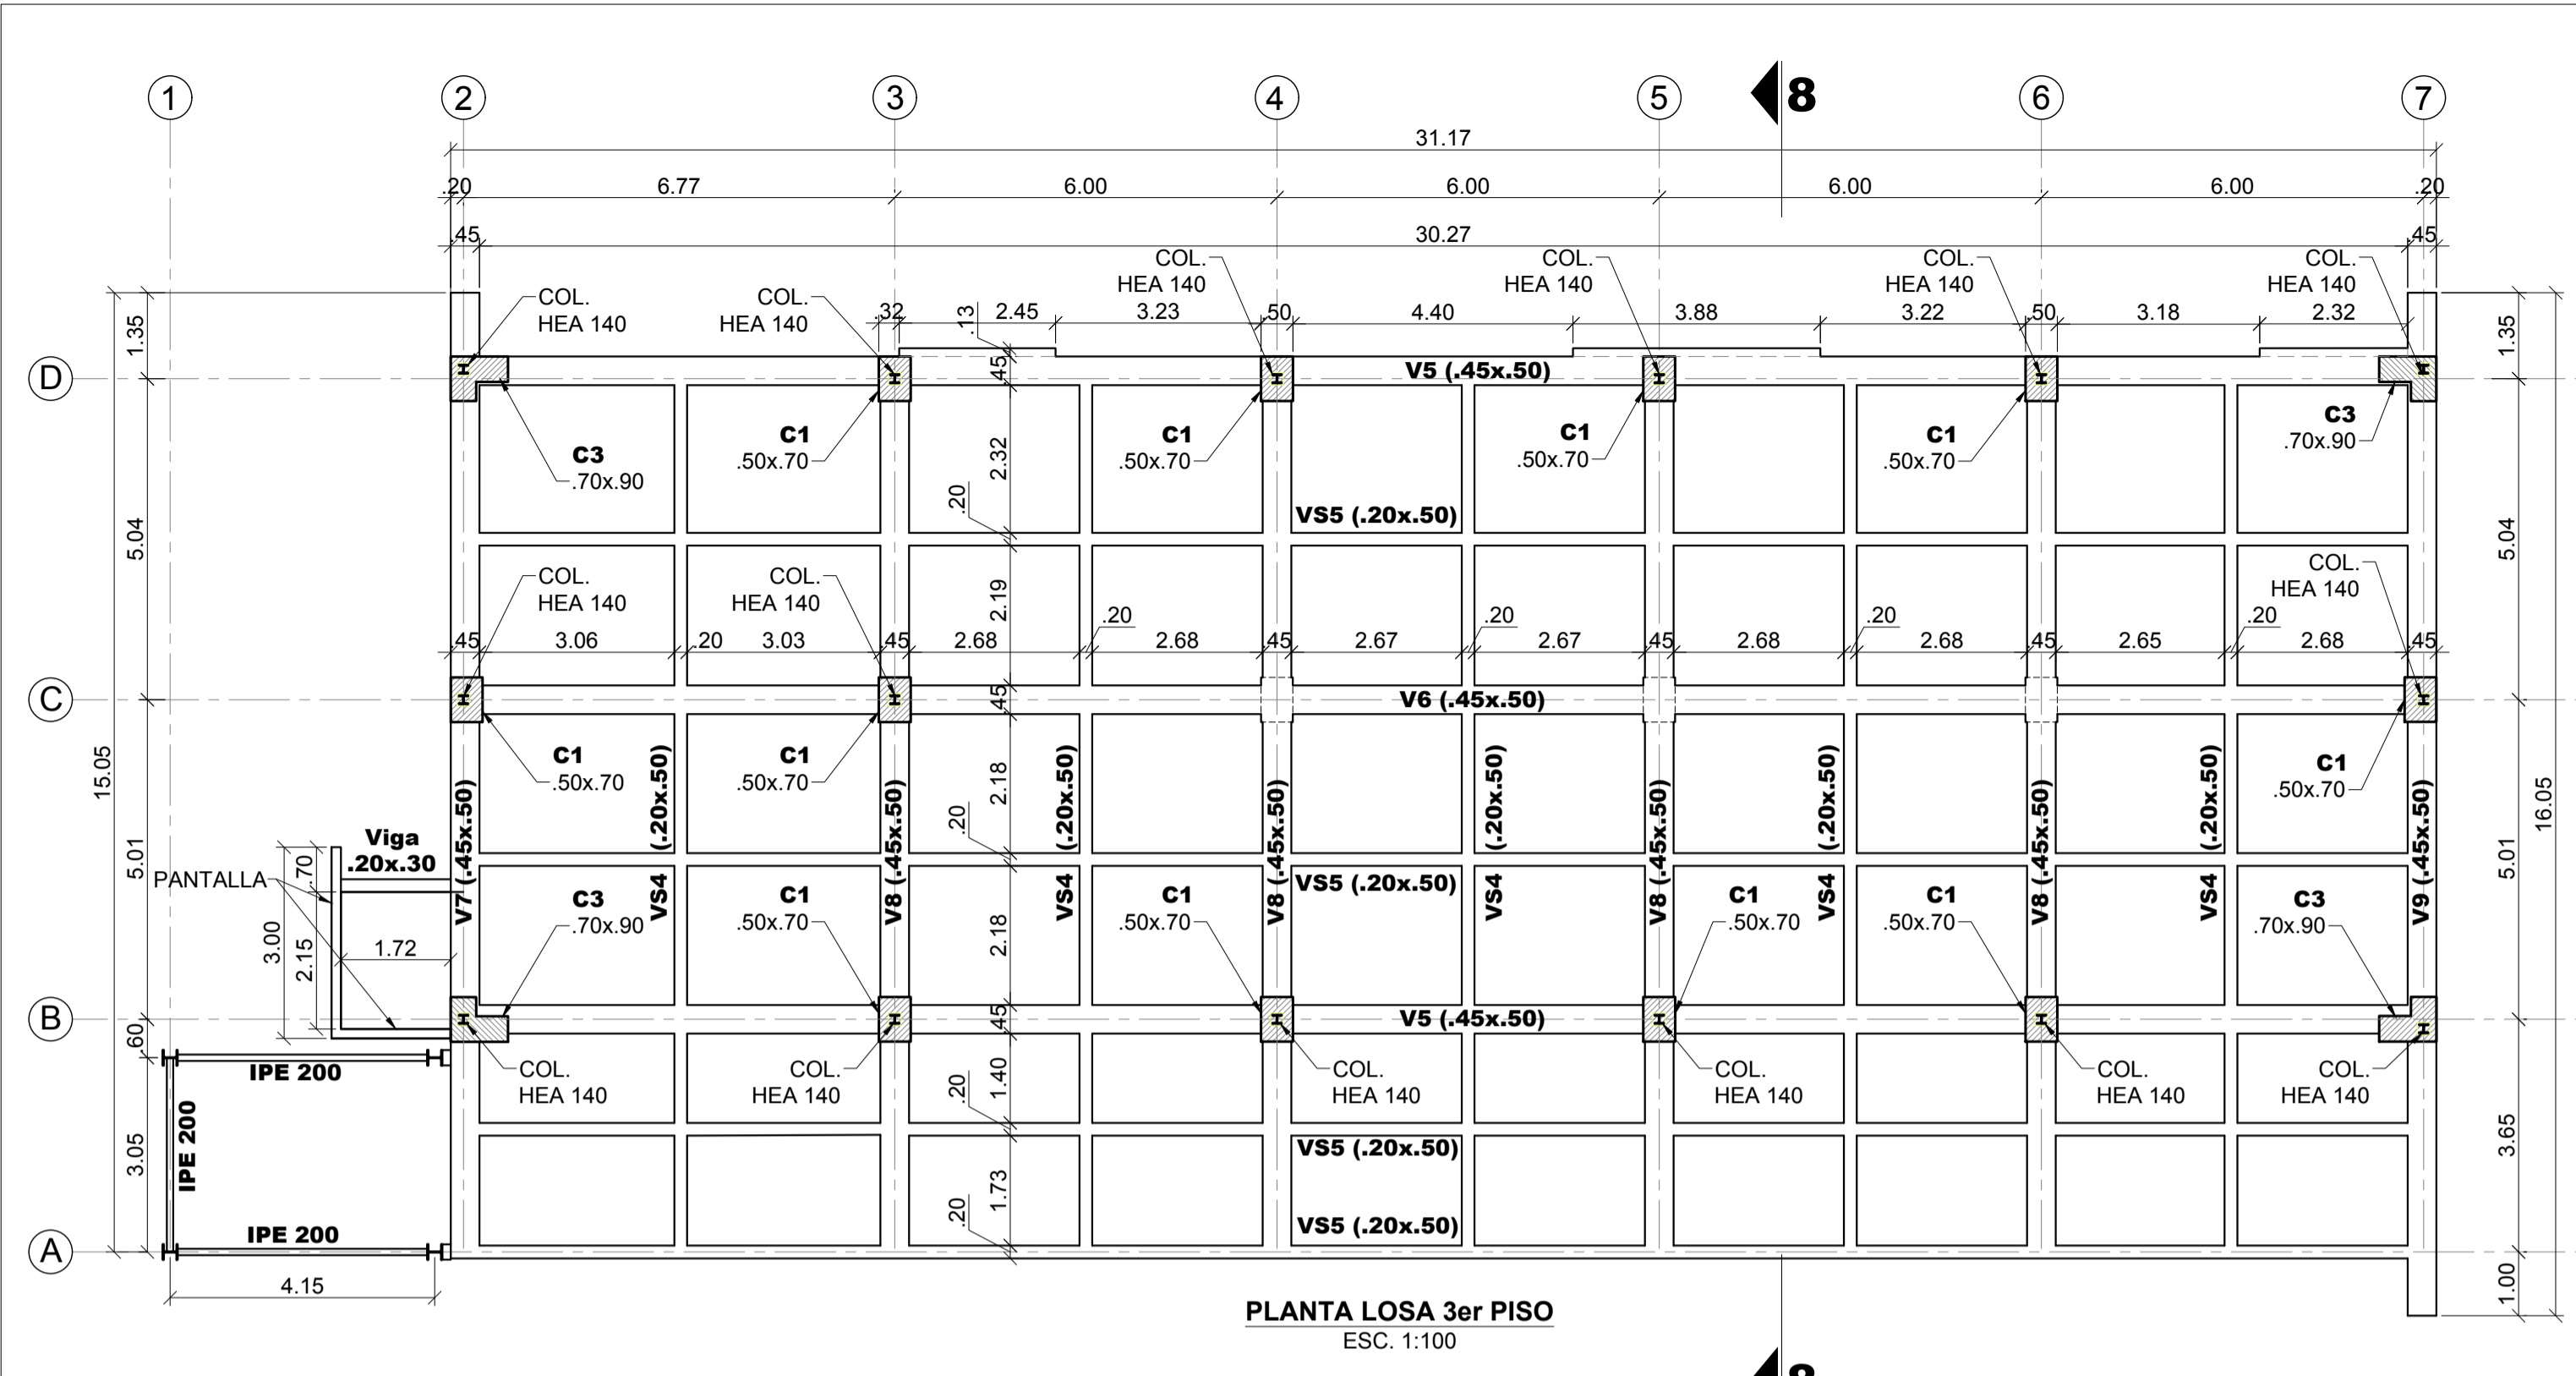 1
2
3
4
5
6
7
8
31.17
.20
6.77
6.00
6.00
6.00
6.00
.20
.45
30.27
.45
COL.
HEA 140
COL.
HEA 140
COL.
HEA 140
COL.
HEA 140
COL.
HEA 140
COL.
HEA 140
.32
.13
2.45
3.23
.50
4.40
3.88
3.22
.50
3.18
2.32
1.35
1.35
D
V5 (.45x.50)
.45
C3
.70x.90
C1
.50x.70
C1
.50x.70
C1
.50x.70
C1
.50x.70
C3
.70x.90
2.32
.20
VS5 (.20x.50)
5.04
5.04
COL.
HEA 140
COL.
HEA 140
COL.
HEA 140
2.19
.20
.20
.20
.20
.45
3.06
.20
3.03
.45
2.68
2.68
.45
2.67
2.67
.45
2.68
2.68
.45
2.65
2.68
.45
C
.45
V6 (.45x.50)
C1
.50x.70
C1
.50x.70
C1
.50x.70
15.05
16.05
2.18
.20
V7 (.45x.50)
VS4 (.20x.50)
V8 (.45x.50)
VS4 (.20x.50)
V8 (.45x.50)
VS4 (.20x.50)
V8 (.45x.50)
VS4 (.20x.50)
V8 (.45x.50)
VS4 (.20x.50)
V9 (.45x.50)
5.01
5.01
Viga
.20x.30
PANTALLA
.70
3.00
2.15
1.72
C3
.70x.90
C1
.50x.70
C1
.50x.70
VS5 (.20x.50)
C1
.50x.70
C1
.50x.70
C3
.70x.90
2.18
B
.45
V5 (.45x.50)
.60
IPE 200
COL.
HEA 140
COL.
HEA 140
COL.
HEA 140
COL.
HEA 140
COL.
HEA 140
COL.
HEA 140
1.40
.20
IPE 200
3.05
3.65
VS5 (.20x.50)
1.73
.20
VS5 (.20x.50)
IPE 200
A
4.15
1.00
PLANTA LOSA 3er PISO
ESC. 1:100